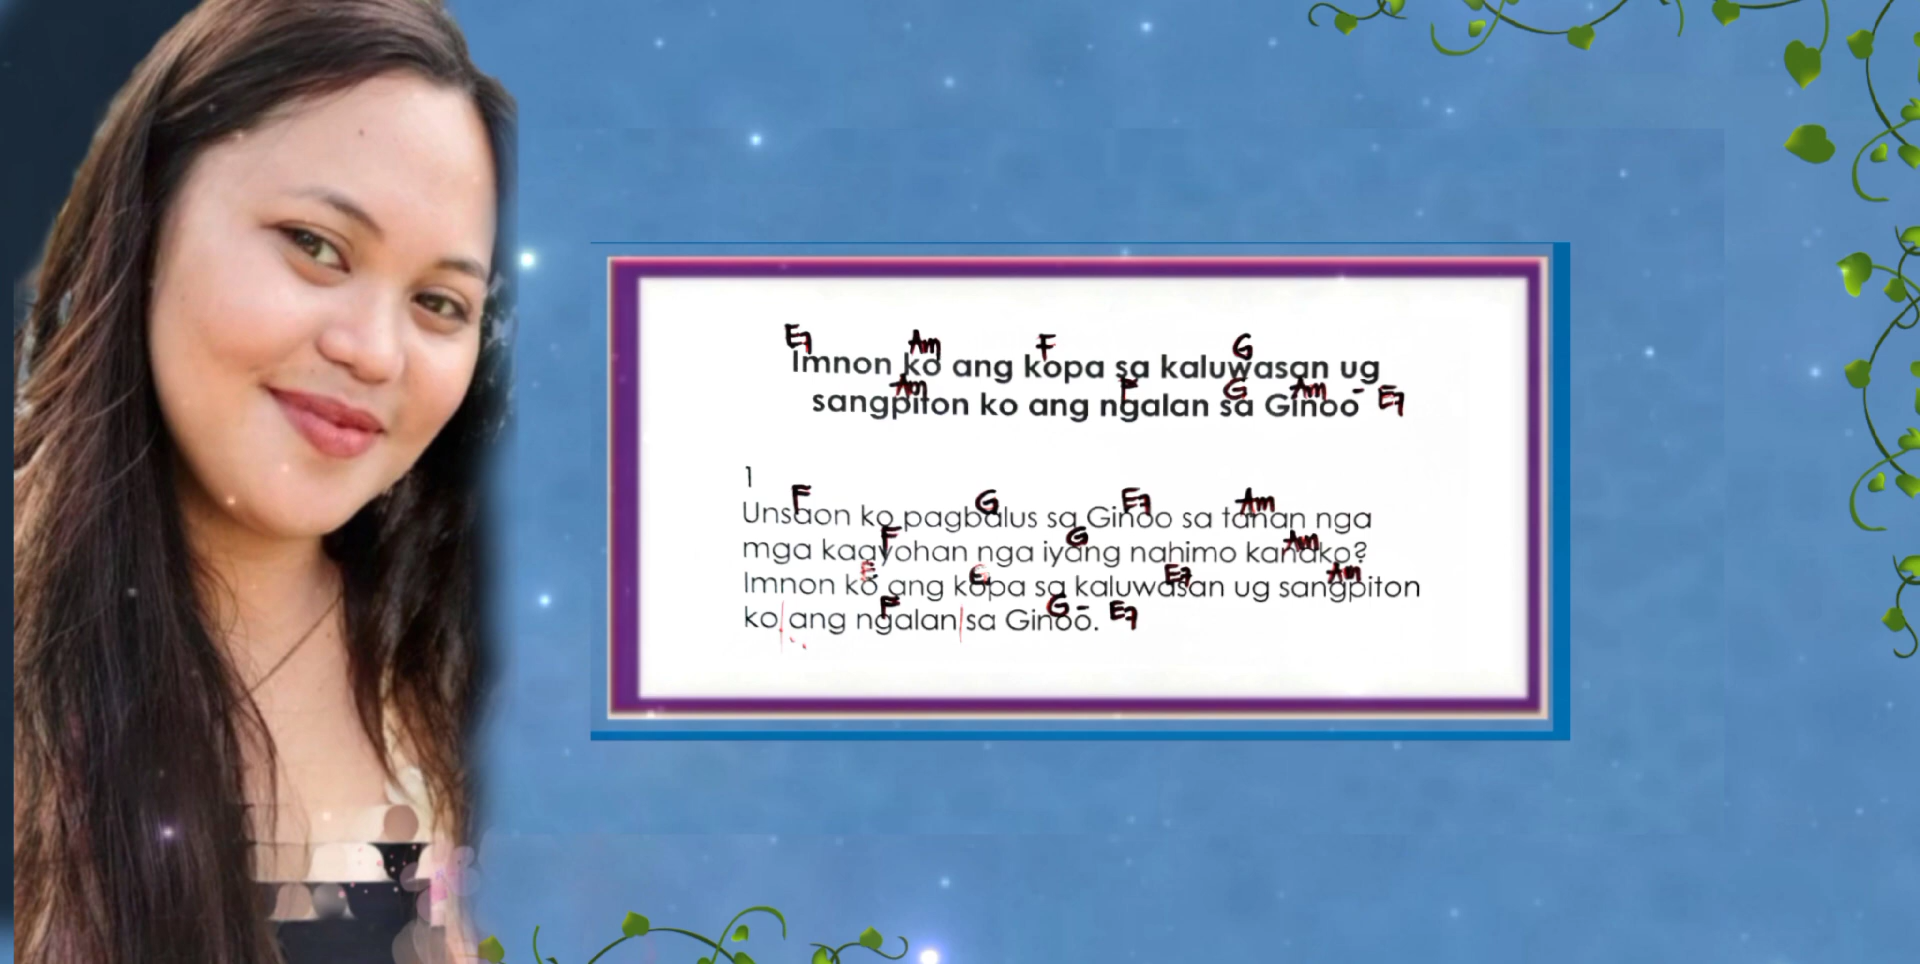 E7 Am F G
Imnon ko ang kopa sa kaluwasan ug
Am F G Am - E7
sangpiton ko ang ngalan sa Ginoo
1
F G E7 Am
Unsaon ko pagbalus sa Ginoo sa tanan nga
F G Am
mga kaayohan nga iyang nahimo kanako?
F G E7 Am
Imnon ko ang kopa sa kaluwasan ug sangpiton
F G - E7
ko ang ngalan sa Ginoo.